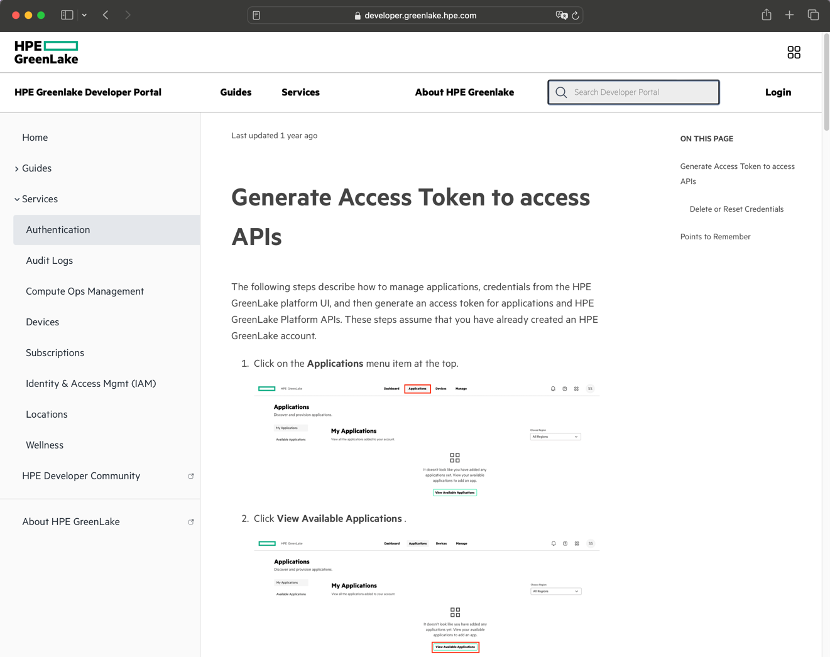 developer.greenlake.hpe.com
HPE
GreenLake
HPE Greenlake Developer Portal
Guides
Services
About HPE Greenlake
Search Developer Portal
Login
Home
Guides
Services
Authentication
Audit Logs
Compute Ops Management
Devices
Subscriptions
Identity & Access Mgmt (IAM)
Locations
Wellness
HPE Developer Community
About HPE GreenLake
Last updated 1 year ago
Generate Access Token to access
APIs
The following steps describe how to manage applications, credentials from the HPE
GreenLake platform UI, and then generate an access token for applications and HPE
GreenLake Platform APIs. These steps assume that you have already created an HPE
GreenLake account.
1. Click on the Applications menu item at the top.
HPE GreenLake
Dashboard
Applications
Devices
Manage
Applications
Discover and provision applications.
My Applications
Available Applications
My Applications
View all the applications added to your account
All Regions
It doesn't look like you have added any
applications yet. View your available
applications to add an app.
View Available Applications
2. Click View Available Applications .
HPE GreenLake
Dashboard
Applications
Devices
Manage
Applications
Discover and provision applications.
My Applications
Available Applications
My Applications
View all the applications added to your account
All Regions
It doesn't look like you have added any
applications yet. View your available
applications to add an app.
View Available Applications
ON THIS PAGE
Generate Access Token to access
APIs
Delete or Reset Credentials
Points to Remember